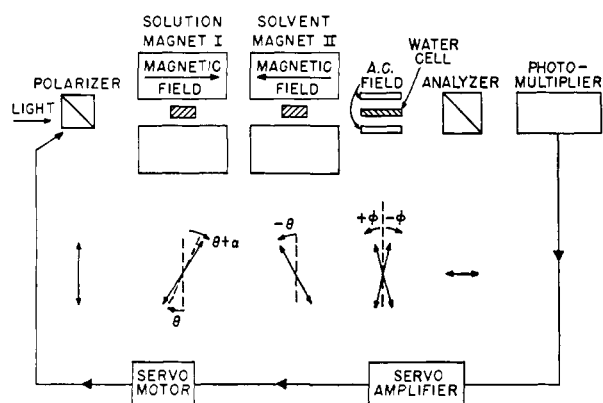 SOLUTION
MAGNET I
SOLVENT
MAGNET II
MAGNETIC
FIELD
MAGNETIC
FIELD
A.C.
FIELD
WATER
CELL
POLARIZER
LIGHT
ANALYZER
PHOTO-
MULTIPLIER
θ+α
θ
-θ
+ϕ -ϕ
SERVO
MOTOR
SERVO
AMPLIFIER